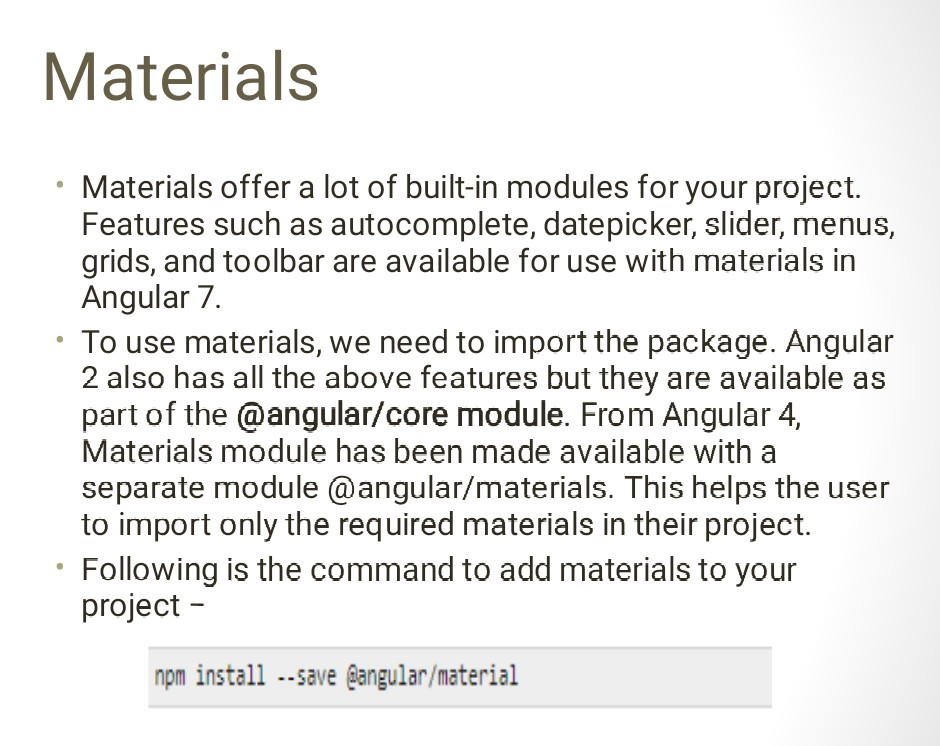 Materials
• Materials offer a lot of built-in modules for your project.
Features such as autocomplete, datepicker, slider, menus,
grids, and toolbar are available for use with materials in
Angular 7.
• To use materials, we need to import the package. Angular
2 also has all the above features but they are available as
part of the @angular/core module. From Angular 4,
Materials module has been made available with a
separate module @angular/materials. This helps the user
to import only the required materials in their project.
• Following is the command to add materials to your
project −
npm install --save @angular/material